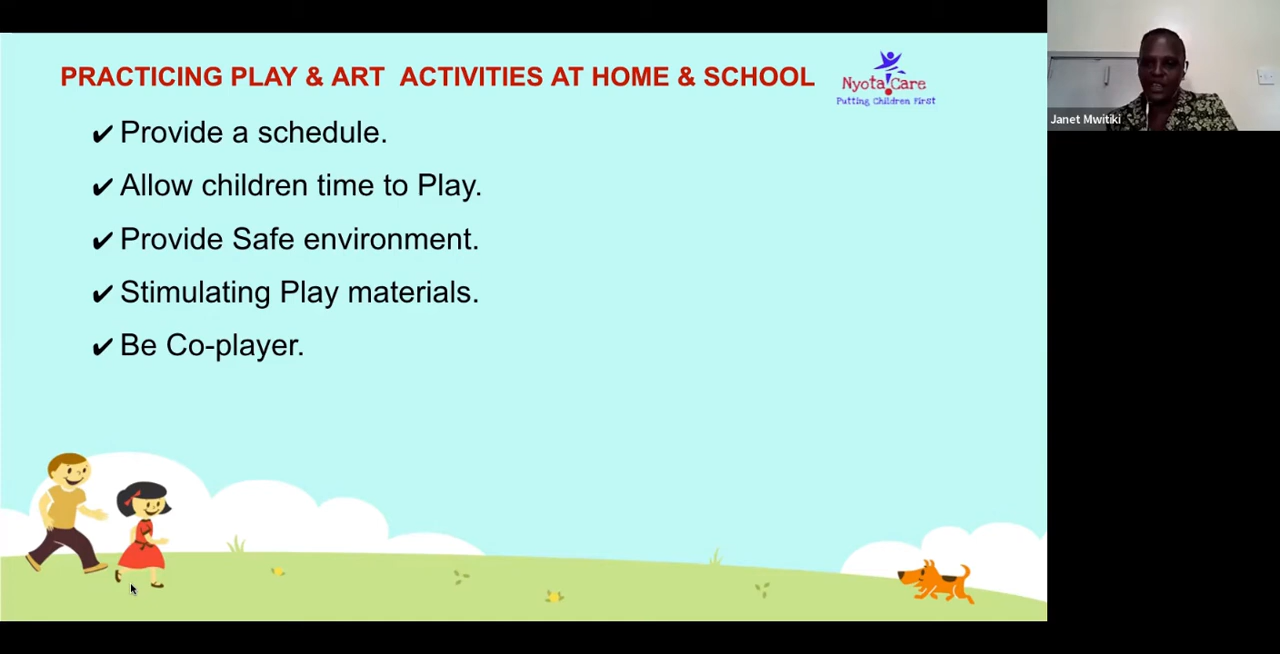 PRACTICING PLAY & ART ACTIVITIES AT HOME & SCHOOL
Nyota Care
Putting Children First
✔ Provide a schedule.
✔ Allow children time to Play.
✔ Provide Safe environment.
✔ Stimulating Play materials.
✔ Be Co-player.
Janet Mwitiki